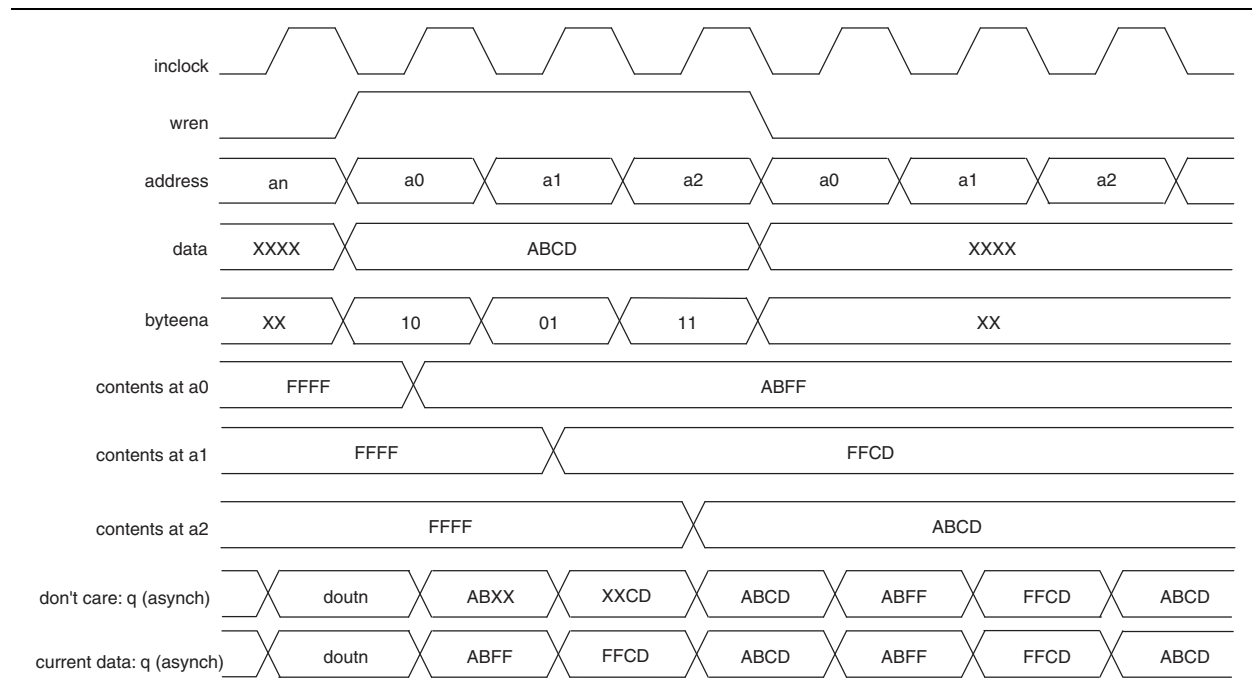 inclock
wren
address an a0 a1 a2 a0 a1 a2
data XXXX ABCD XXXX
byteena XX 10 01 11 XX
contents at a0 FFFF ABFF
contents at a1 FFFF FFCD
contents at a2 FFFF ABCD
don't care: q (asynch) doutn ABXX XXCD ABCD ABFF FFCD ABCD
current data: q (asynch) doutn ABFF FFCD ABCD ABFF FFCD ABCD